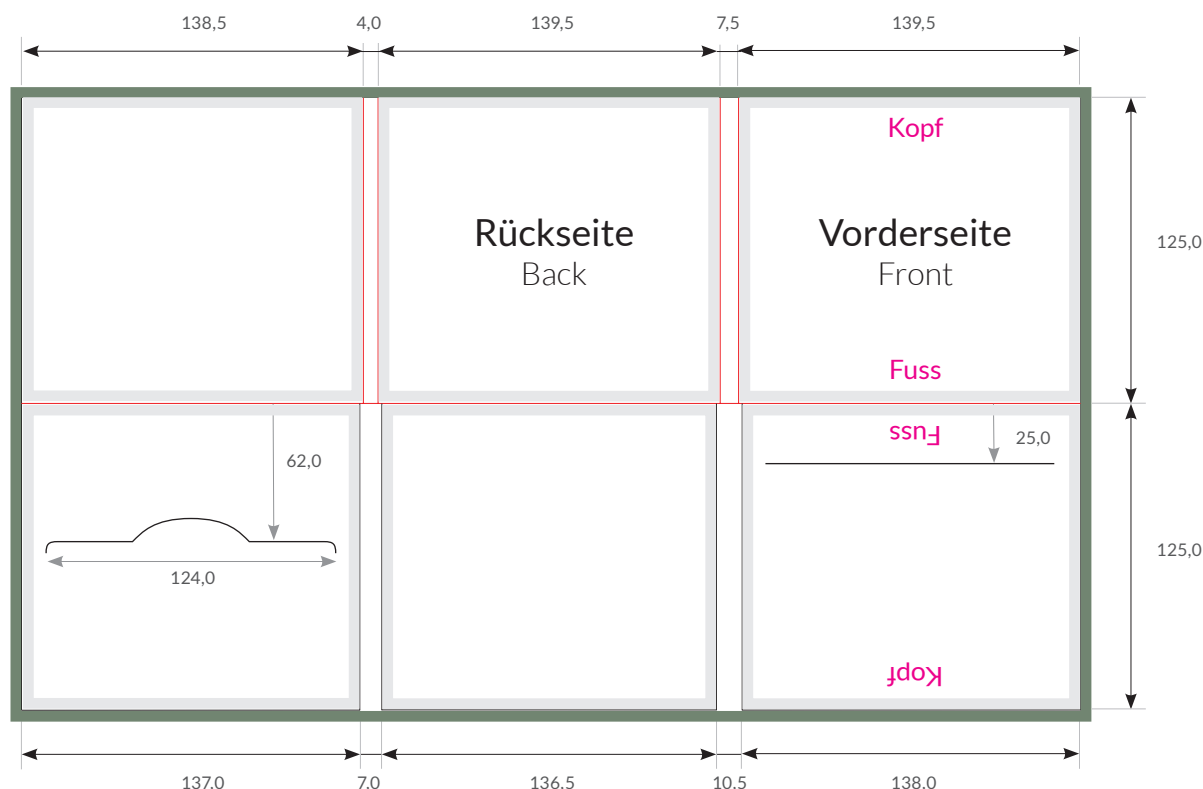 138,5 4,0 139,5 7,5 139,5
Kopf
Rückseite
Back
Vorderseite
Front
125,0
Fuss
Fuss
25,0
62,0
124,0
125,0
Kopf
137.0 7.0 136.5 10.5 138.0